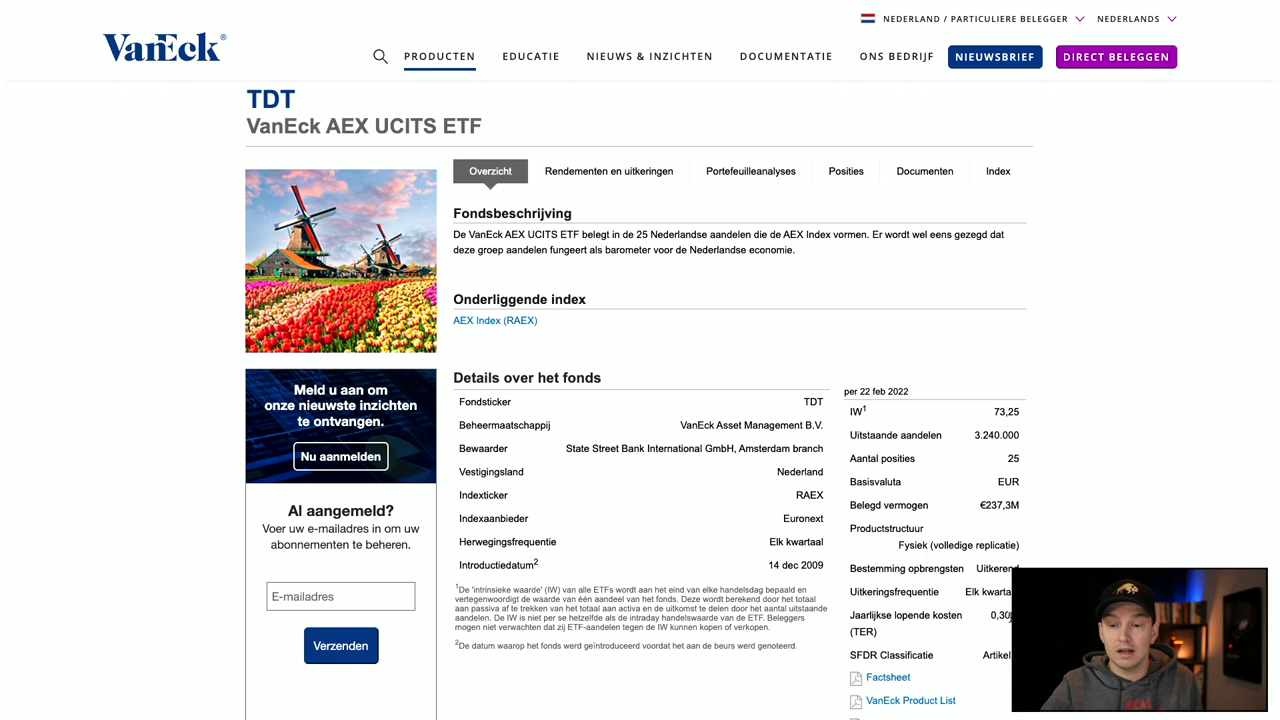 NEDERLAND / PARTICULIERE BELEGGER
NEDERLANDS
VanEck®
PRODUCTEN
EDUCATIE
NIEUWS & INZICHTEN
DOCUMENTATIE
ONS BEDRIJF
NIEUWSBRIEF
DIRECT BELEGGEN
TDT
VanEck AEX UCITS ETF
Overzicht
Rendementen en uitkeringen
Portefeuilleanalyses
Posities
Documenten
Index
Fondsbeschrijving
De VanEck AEX UCITS ETF belegt in de 25 Nederlandse aandelen die de AEX Index vormen. Er wordt wel eens gezegd dat
deze groep aandelen fungeert als barometer voor de Nederlandse economie.
Onderliggende index
AEX Index (RAEX)
Meld u aan om
onze nieuwste inzichten
te ontvangen.
Nu aanmelden
Al aangemeld?
Voer uw e-mailadres in om uw
abonnementen te beheren.
E-mailadres
Verzenden
Details over het fonds
Fondsticker TDT
Beheermaatschappij VanEck Asset Management B.V.
Bewaarder State Street Bank International GmbH, Amsterdam branch
Vestigingsland Nederland
Indexticker RAEX
Indexaanbieder Euronext
Herwegingsfrequentie Elk kwartaal
Introductiedatum2 14 dec 2009
1De 'intrinsieke waarde' (IW) van alle ETFs wordt aan het eind van elke handelsdag bepaald en
vertegenwoordigt de waarde van één aandeel van het fonds. Deze wordt berekend door het totaal
aan passiva af te trekken van het totaal aan activa en de uitkomst te delen door het aantal uitstaande
aandelen. De IW is niet per se hetzelfde als de intraday handelswaarde van de ETF. Beleggers
mogen niet verwachten dat zij ETF-aandelen tegen de IW kunnen kopen of verkopen.
2De datum waarop het fonds werd geïntroduceerd voordat het aan de beurs werd genoteerd.
per 22 feb 2022
IW1 73,25
Uitstaande aandelen 3.240.000
Aantal posities 25
Basisvaluta EUR
Belegd vermogen €237,3M
Productstructuur
Fysiek (volledige replicatie)
Bestemming opbrengsten Uitkerend
Uitkeringsfrequentie Elk kwarta
Jaarlijkse lopende kosten 0,30
(TER)
SFDR Classificatie Artikel
Factsheet
VanEck Product List